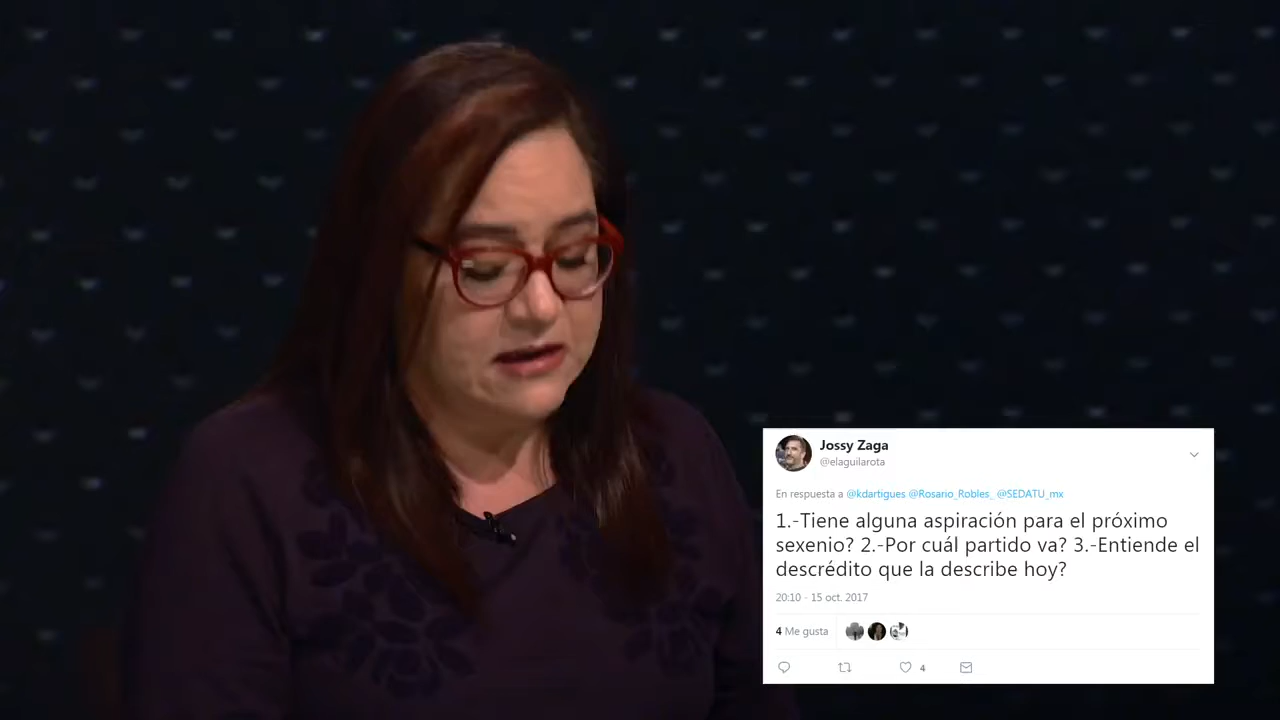 Jossy Zaga
@elaguilarota
En respuesta a @kdartigues @Rosario_Robles_ @SEDATU_mx
1.-Tiene alguna aspiración para el próximo
sexenio? 2.-Por cuál partido va? 3.-Entiende el
descrédito que la describe hoy?
20:10 - 15 oct. 2017
4 Me gusta
4